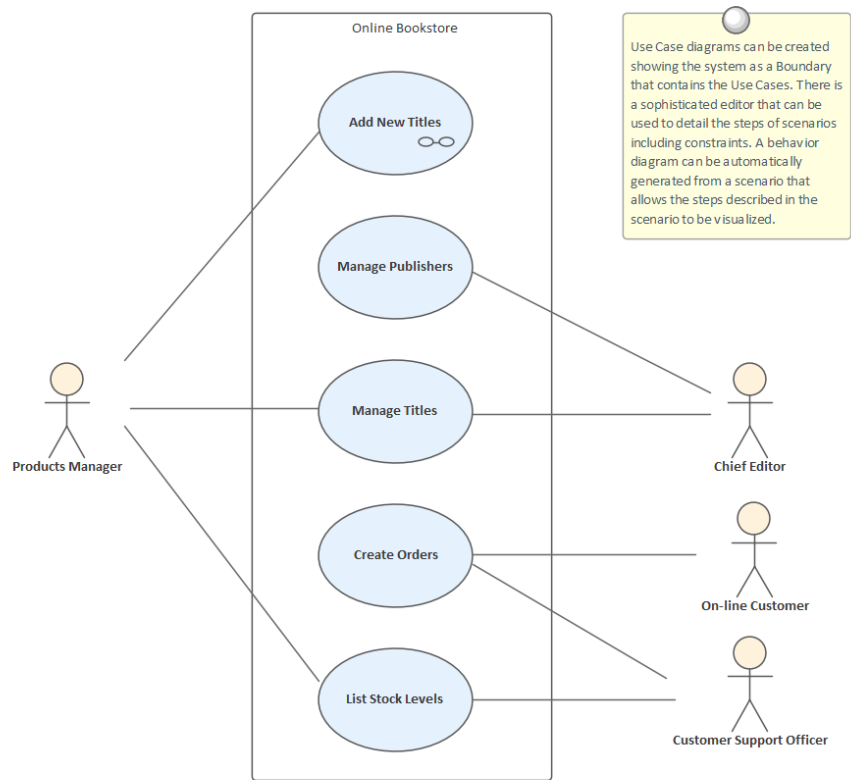 Online Bookstore
Use Case diagrams can be created
showing the system as a Boundary
that contains the Use Cases. There is
a sophisticated editor that can be
used to detail the steps of scenarios
including constraints. A behavior
diagram can be automatically
generated from a scenario that
allows the steps described in the
scenario to be visualized.
Add New Titles
Manage Publishers
Manage Titles
Products Manager
Chief Editor
Create Orders
On-line Customer
List Stock Levels
Customer Support Officer